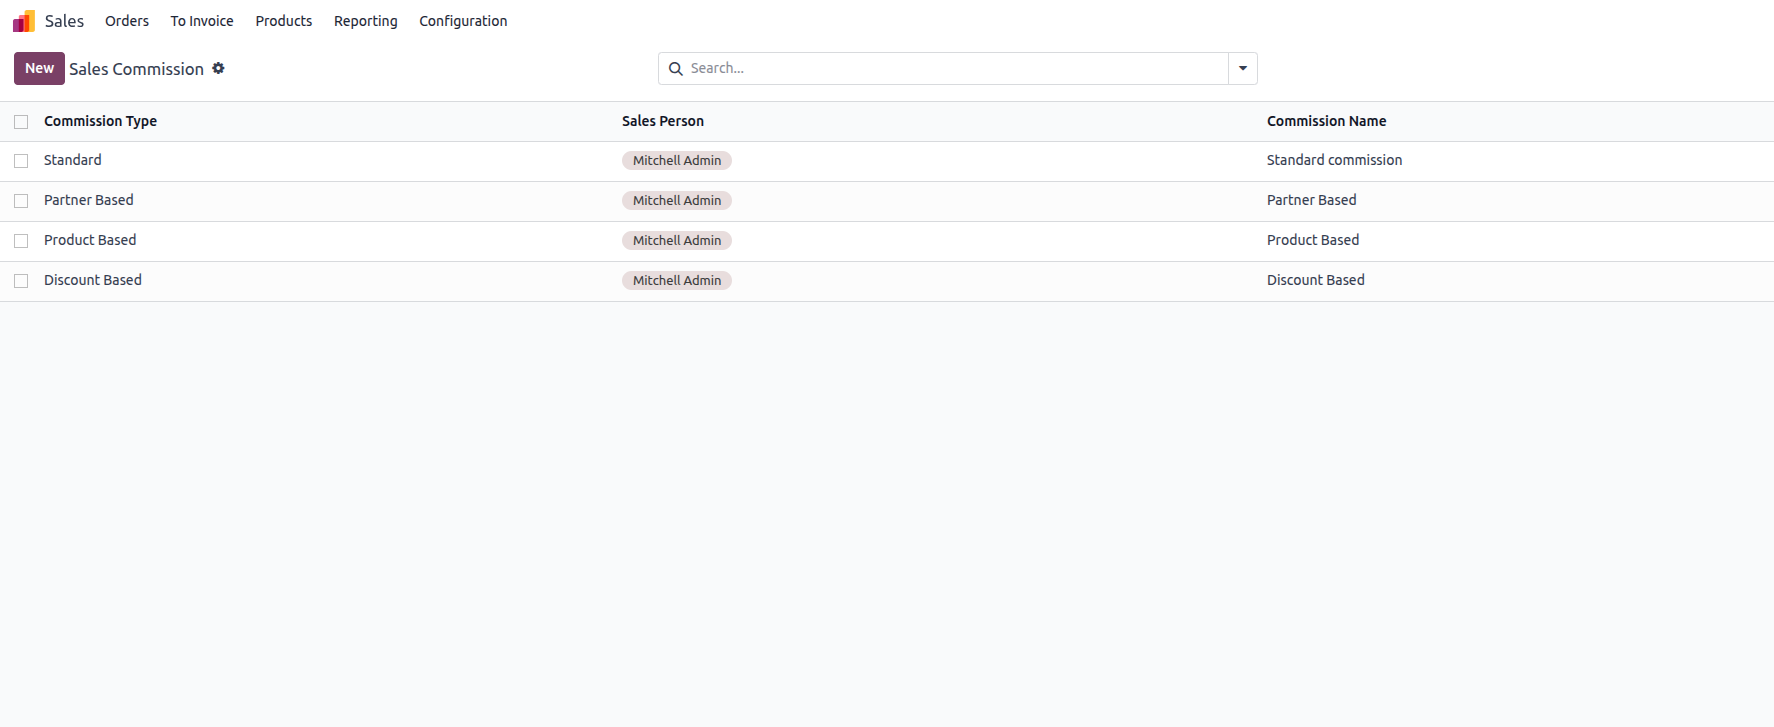 Sales Orders To Invoice Products Reporting Configuration
New Sales Commission Search...
Commission Type Sales Person Commission Name
Standard Mitchell Admin Standard commission
Partner Based Mitchell Admin Partner Based
Product Based Mitchell Admin Product Based
Discount Based Mitchell Admin Discount Based